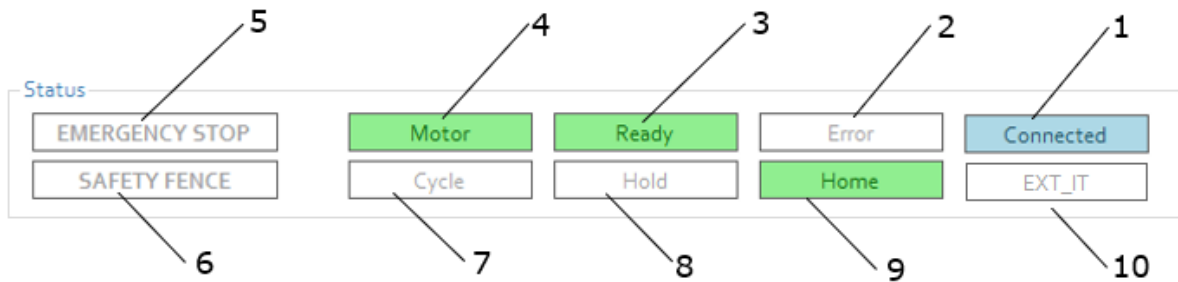 5 4 3 2 1
Status
EMERGENCY STOP Motor Ready Error Connected
SAFETY FENCE Cycle Hold Home EXT_IT
6 7 8 9 10